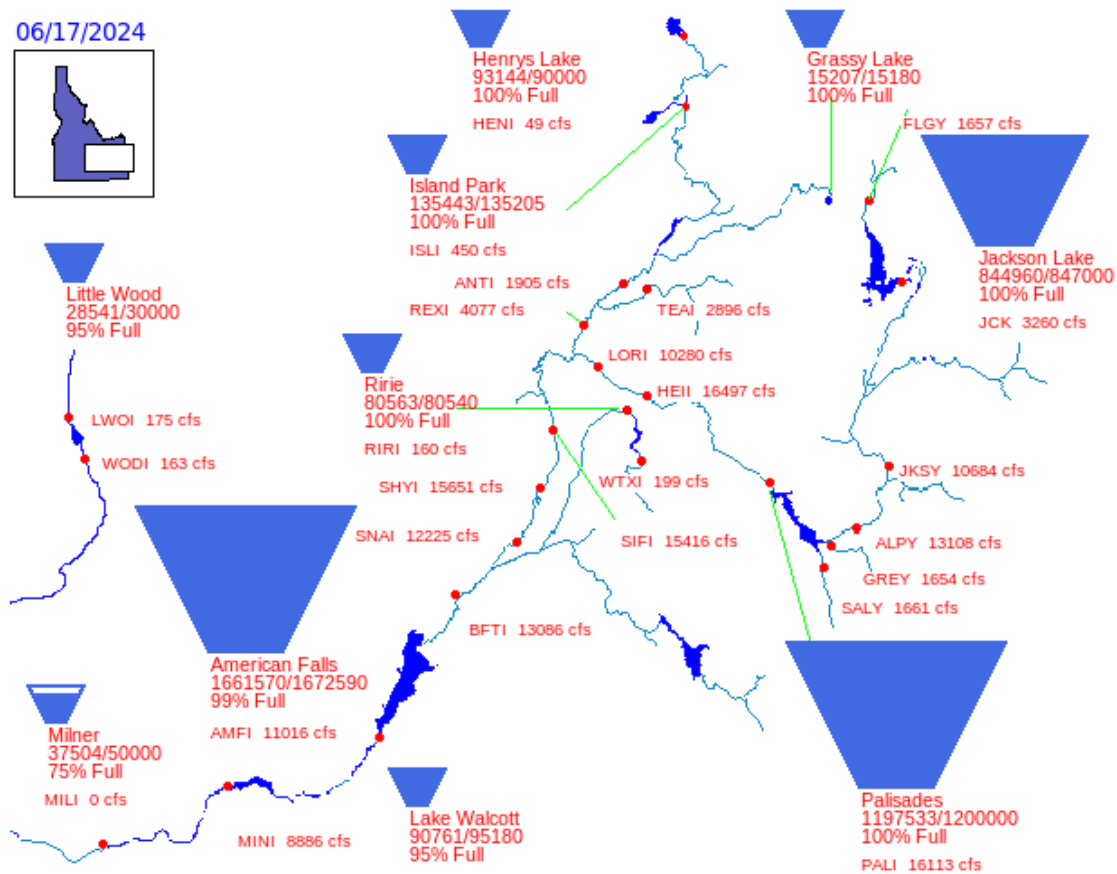 06/17/2024
Henrys Lake
93144/90000
100% Full
HENI 49 cfs
Grassy Lake
15207/15180
100% Full
FLGY 1657 cfs
Island Park
135443/135205
100% Full
ISLI 450 cfs
Jackson Lake
844960/847000
100% Full
JCK 3260 cfs
Little Wood
28541/30000
95% Full
ANTI 1905 cfs
REXI 4077 cfs
TEAI 2896 cfs
LORI 10280 cfs
HEII 16497 cfs
Ririe
80563/80540
100% Full
RIRI 160 cfs
LWOI 175 cfs
WODI 163 cfs
SHYI 15651 cfs
WTXI 199 cfs
JKSY 10684 cfs
SNAI 12225 cfs
SIFI 15416 cfs
ALPY 13108 cfs
GREY 1654 cfs
SALY 1661 cfs
BFTI 13086 cfs
American Falls
1661570/1672590
99% Full
AMFI 11016 cfs
Milner
37504/50000
75% Full
MILI 0 cfs
MINI 8886 cfs
Lake Walcott
90761/95180
95% Full
Palisades
1197533/1200000
100% Full
PALI 16113 cfs